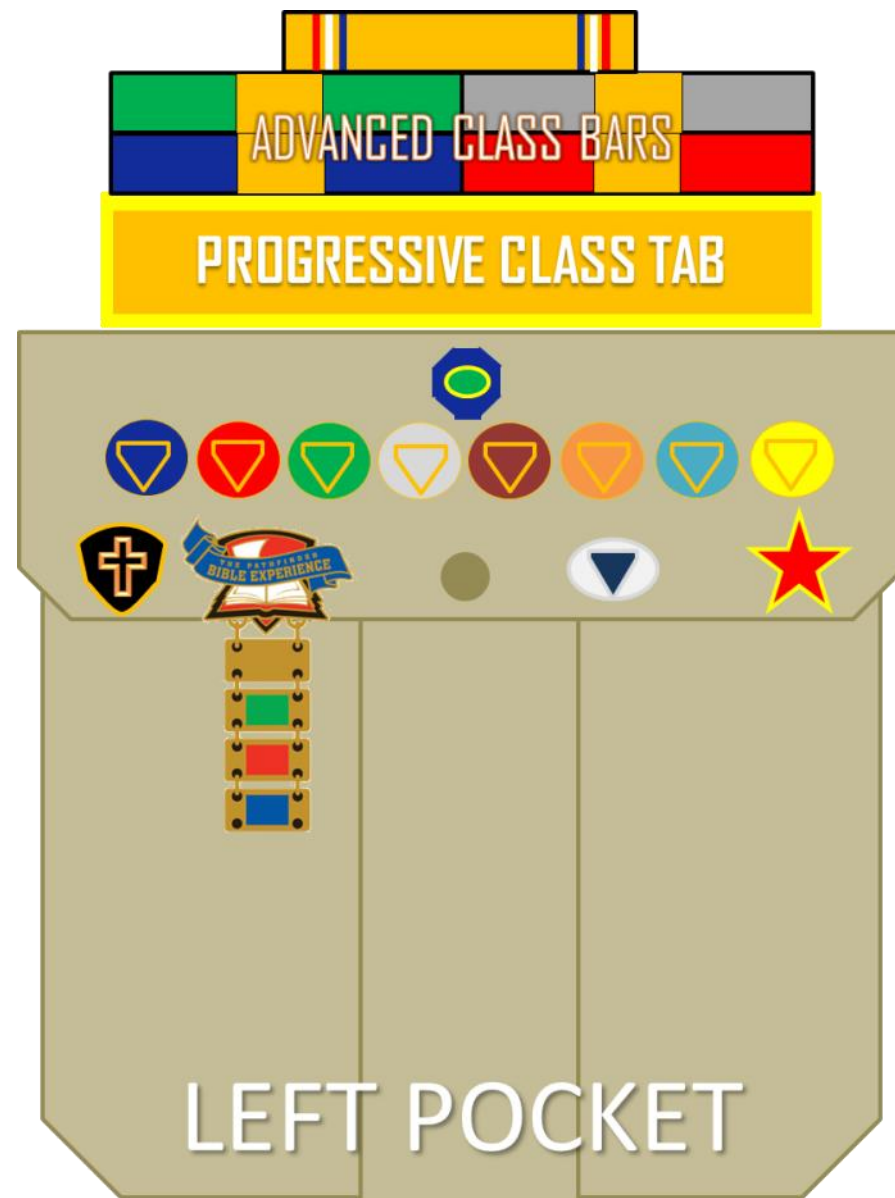 ADVANCED CLASS BARS
PROGRESSIVE CLASS TAB
THE PATHFINDER
BIBLE EXPERIENCE
LEFT POCKET